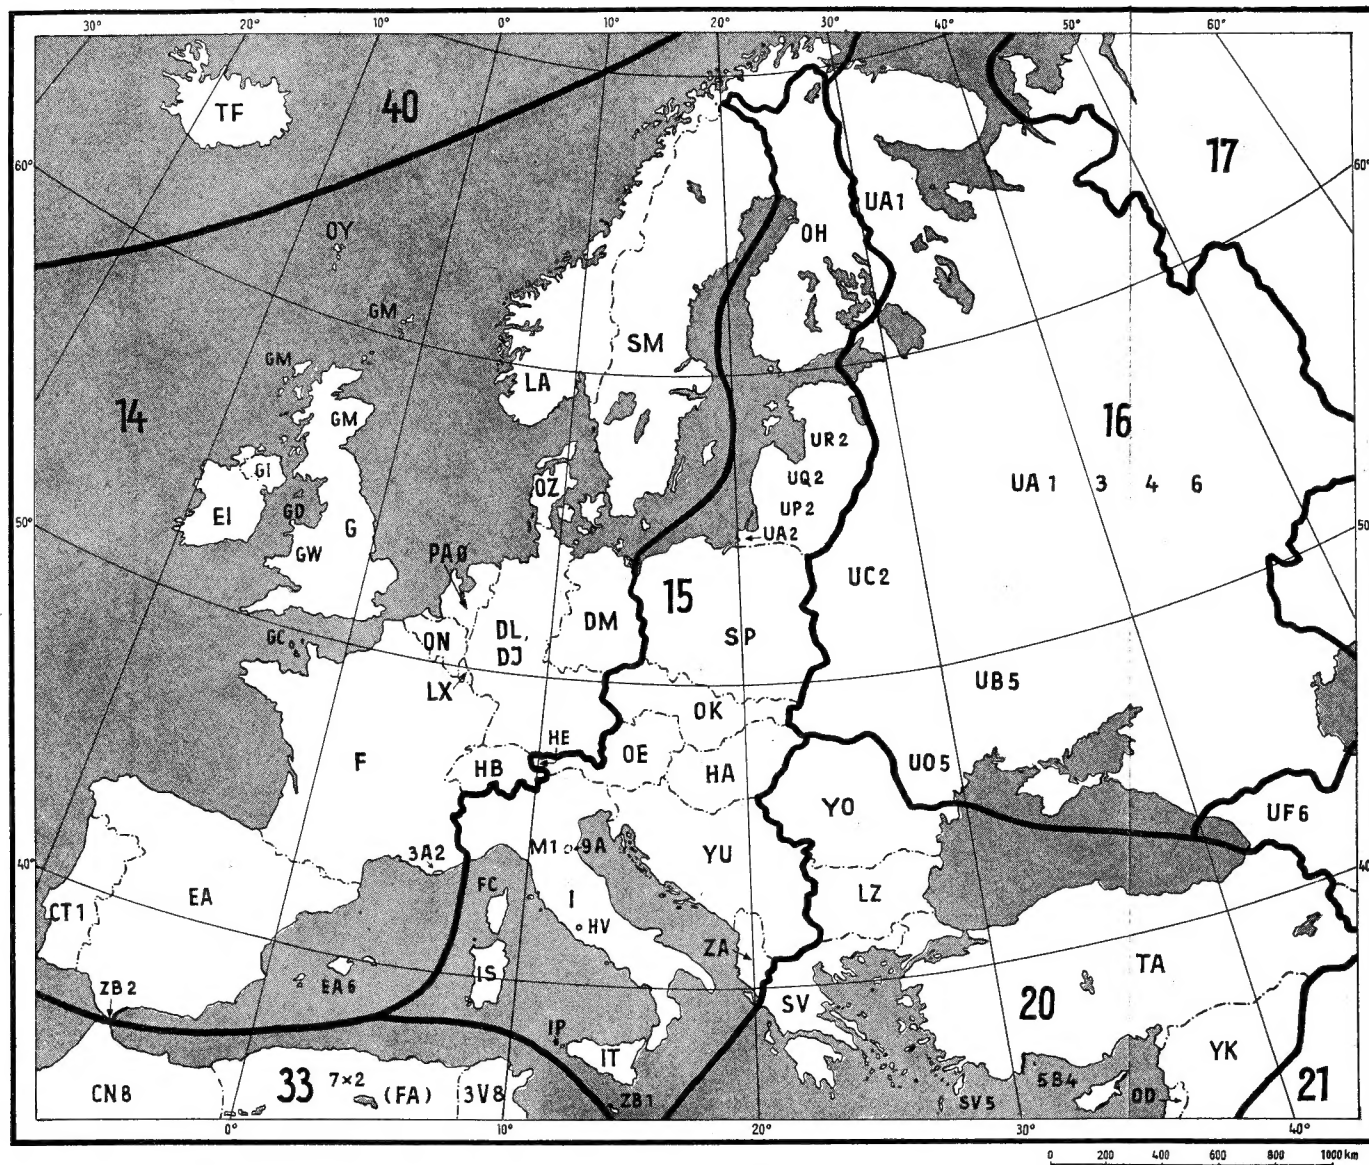 30° 20° 10° 0° 10° 20° 30° 40° 50° 60°
TF
40
17
60°
60°
UA1
OY
OH
GM
SM
GM
LA
14
GM
16
UR2
GI
UQ2
UA 1 3 4 6
OZ
GD
EI
G
UP2
50°
50°
UA2
GW
PAØ
UC2
15
DM
DL,
DJ
SP
GC
ON
UB5
LX
OK
HE
OE
F
HB
HA
UO5
YO
UF6
3A2
M1
9A
YU
40°
40
FC
EA
I
LZ
CT1
HV
ZA
TA
IS
ZB2
EA6
SV
20
IP
IT
YK
33
7×2
(FA)
3V8
CN8
ZB1
5B4
SV5
OD
21
0° 10° 20° 30° 40°
0 200 400 600 800 1000 km